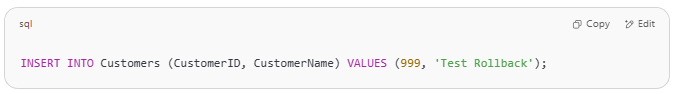 sql
Copy
Edit
INSERT INTO Customers (CustomerID, CustomerName) VALUES (999, 'Test Rollback');